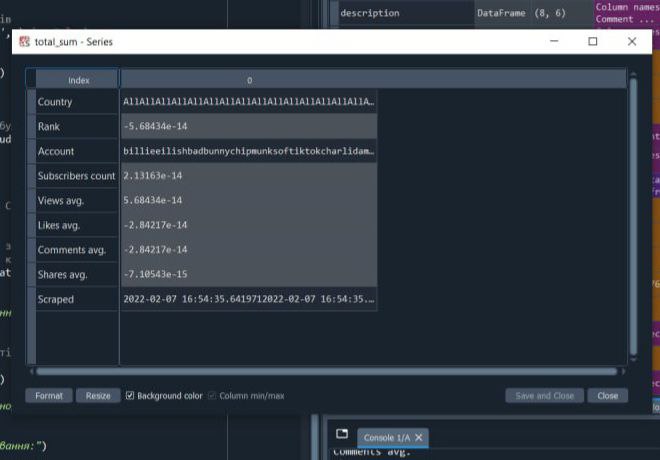 description DataFrame (8, 6) Column names
Comment ...
total_sum - Series
Index 0
Country AllAllAllAllAllAllAllAllAllAllAllAllAllAllAllA…
Rank -5.68434e-14
Account billieeilishbadbunnychipmunksoftiktokcharlidam…
Subscribers count 2.13163e-14
Views avg. 5.68434e-14
Likes avg. -2.84217e-14
Comments avg. -2.84217e-14
Shares avg. -7.10543e-15
Scraped 2022-02-07 16:54:35.6419712022-02-07 16:54:35.…
Format Resize Background color Column min/max Save and Close Close
Console 1/A
вання:")
Comments avg.